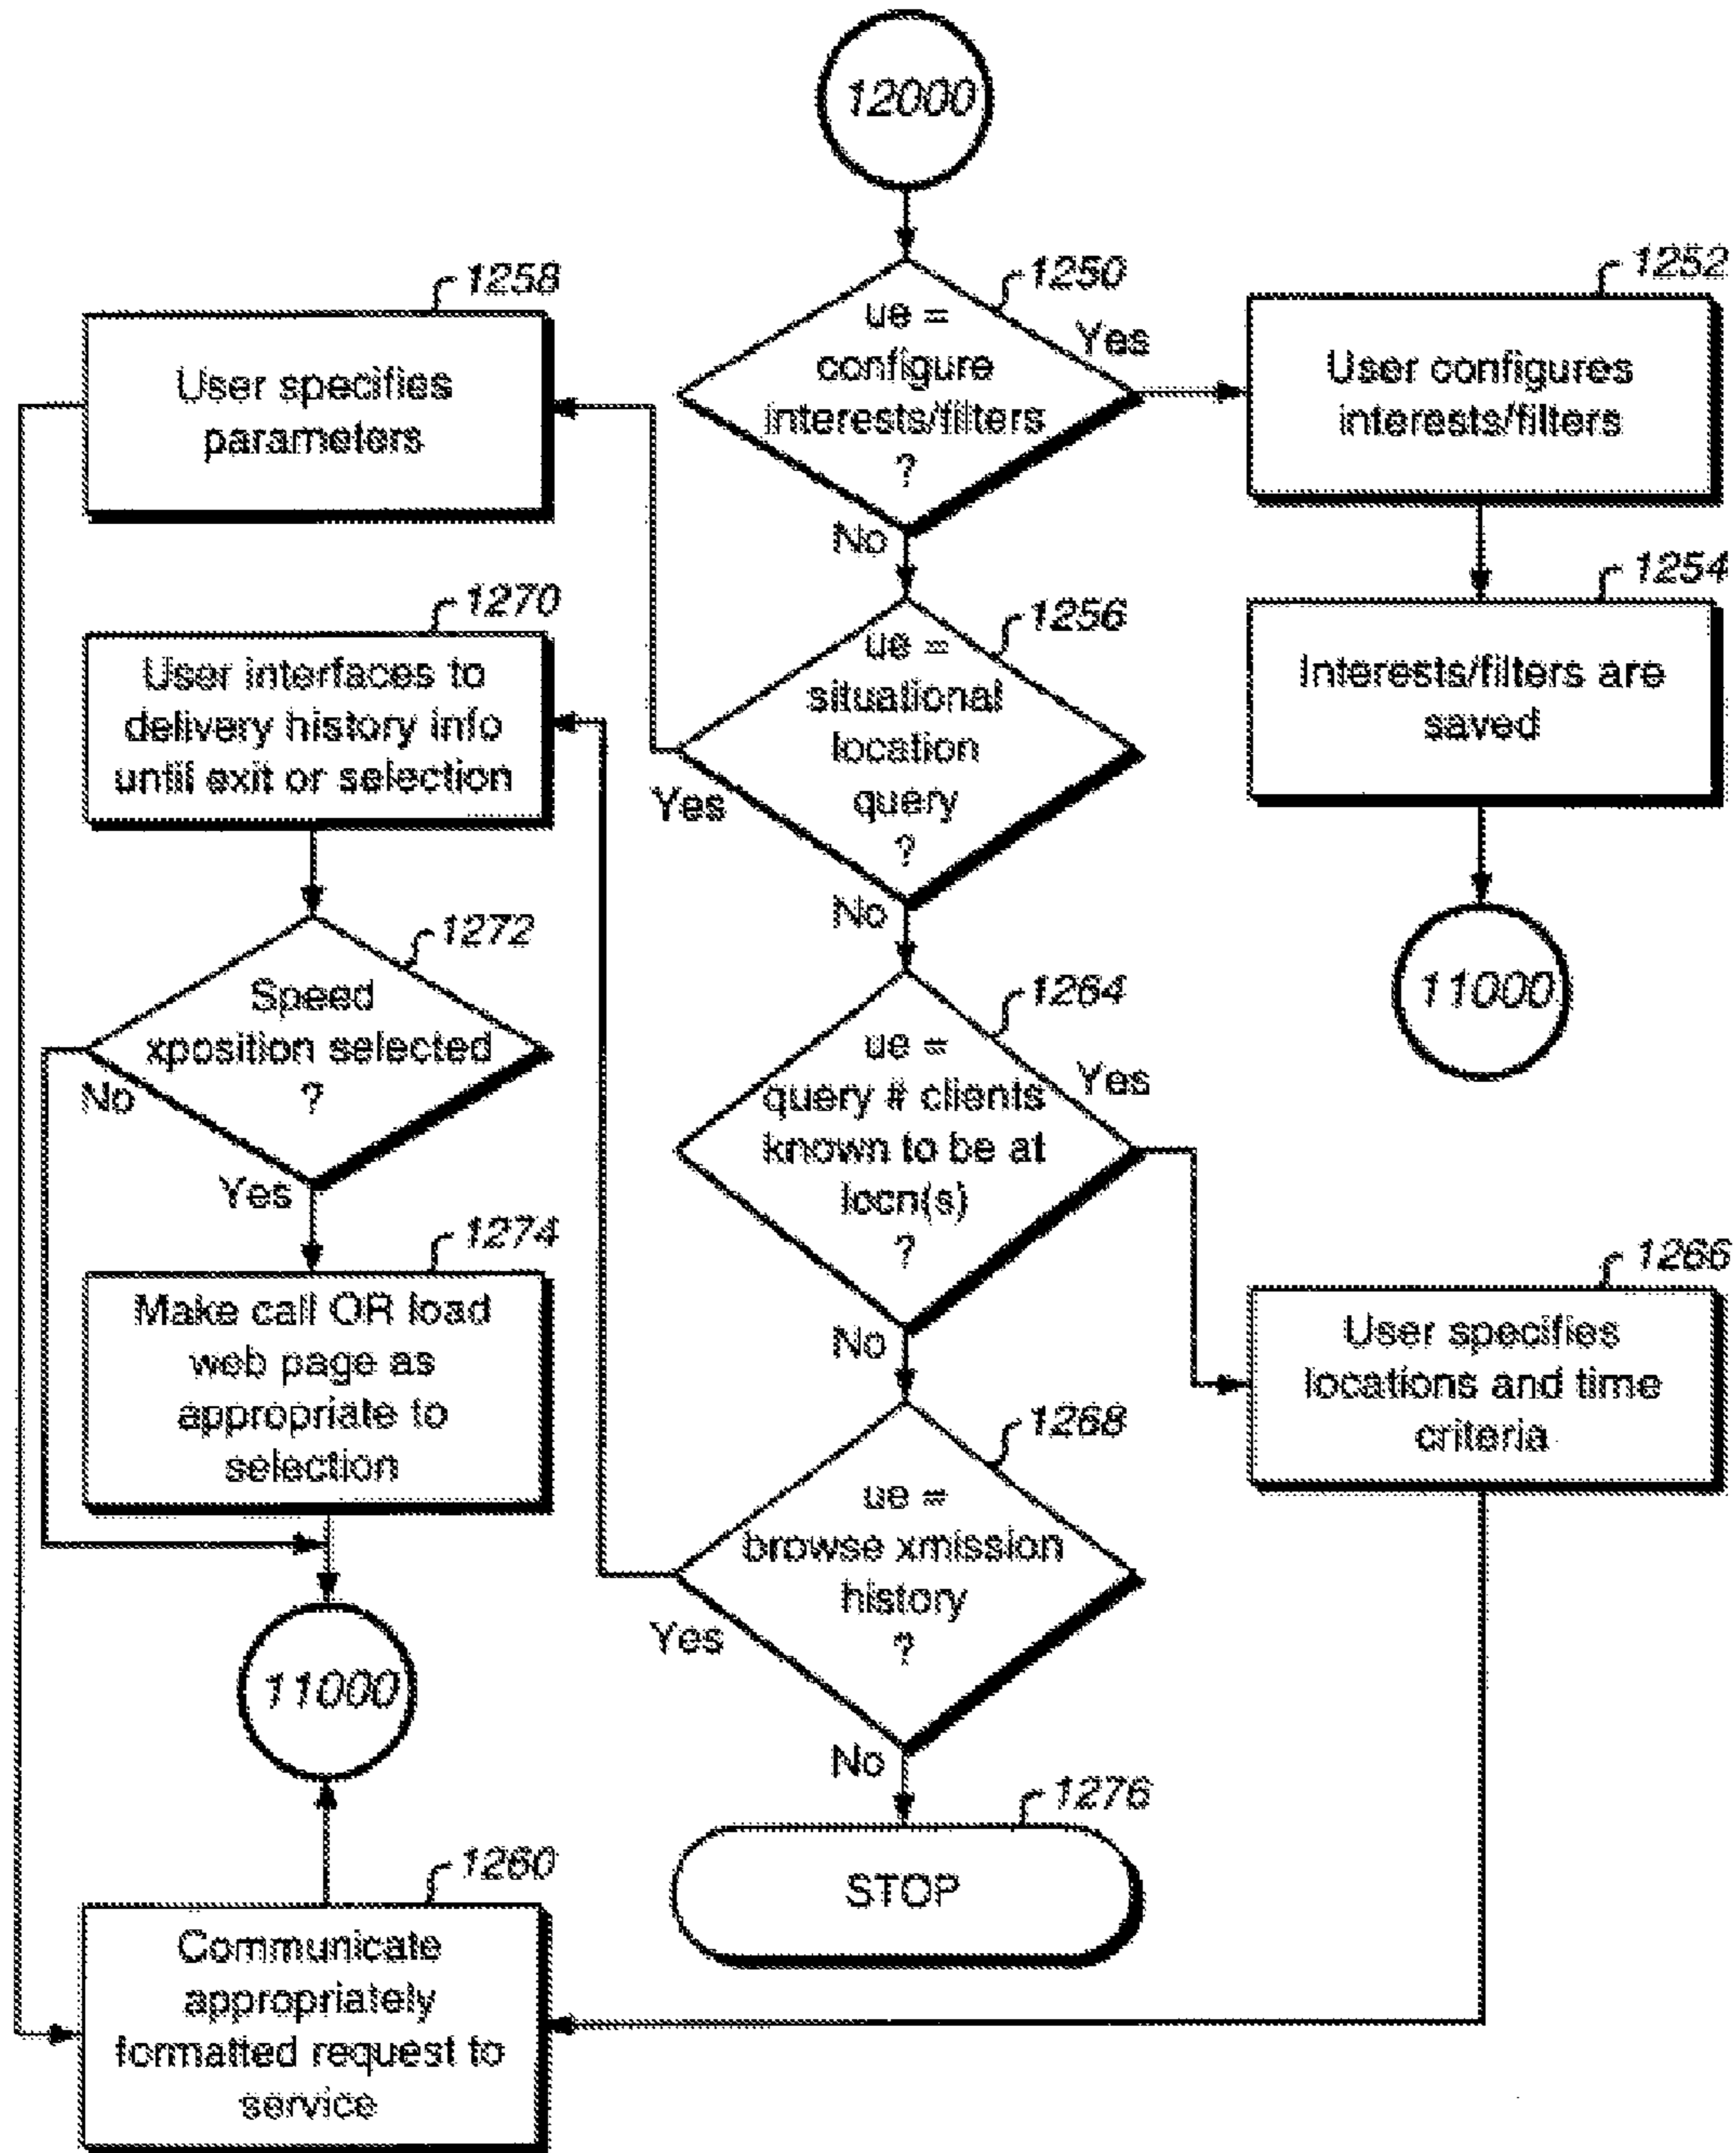 12000
1250
ue =
configure
interests/filters
?
Yes
No
1252
User configures
interests/filters
1254
Interests/filters are
saved
11000
1256
ue =
situational
location
query
?
Yes
No
1258
User specifies
parameters
1264
ue =
query # clients
known to be at
locn(s)
?
Yes
No
1266
User specifies
locations and time
criteria
1268
ue =
browse xmission
history
?
Yes
No
1270
User interfaces to
delivery history info
until exit or selection
1272
Speed
xposition selected
?
No
Yes
1274
Make call OR load
web page as
appropriate to
selection
11000
1260
Communicate
appropriately
formatted request to
service
1276
STOP